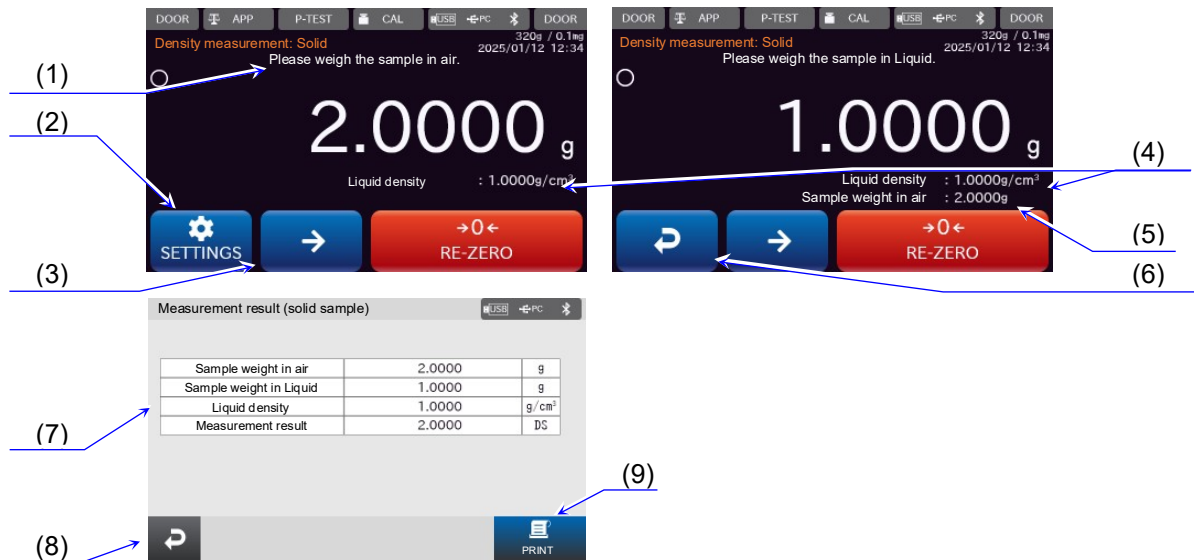 DOOR APP P-TEST CAL USB PC DOOR
Density measurement: Solid
320g / 0.1mg
2025/01/12 12:34
Please weigh the sample in air.
2.0000 g
Liquid density : 1.0000g/cm³
SETTINGS
→
→0←
RE-ZERO
DOOR APP P-TEST CAL USB PC DOOR
Density measurement: Solid
320g / 0.1mg
2025/01/12 12:34
Please weigh the sample in Liquid.
1.0000 g
Liquid density : 1.0000g/cm³
Sample weight in air : 2.0000g
→
→0←
RE-ZERO
(1)
(2)
(3)
(4)
(5)
(6)
Measurement result (solid sample) USB PC
Sample weight in air 2.0000 g
Sample weight in Liquid 1.0000 g
Liquid density 1.0000 g/cm³
Measurement result 2.0000 DS
PRINT
(7)
(8)
(9)